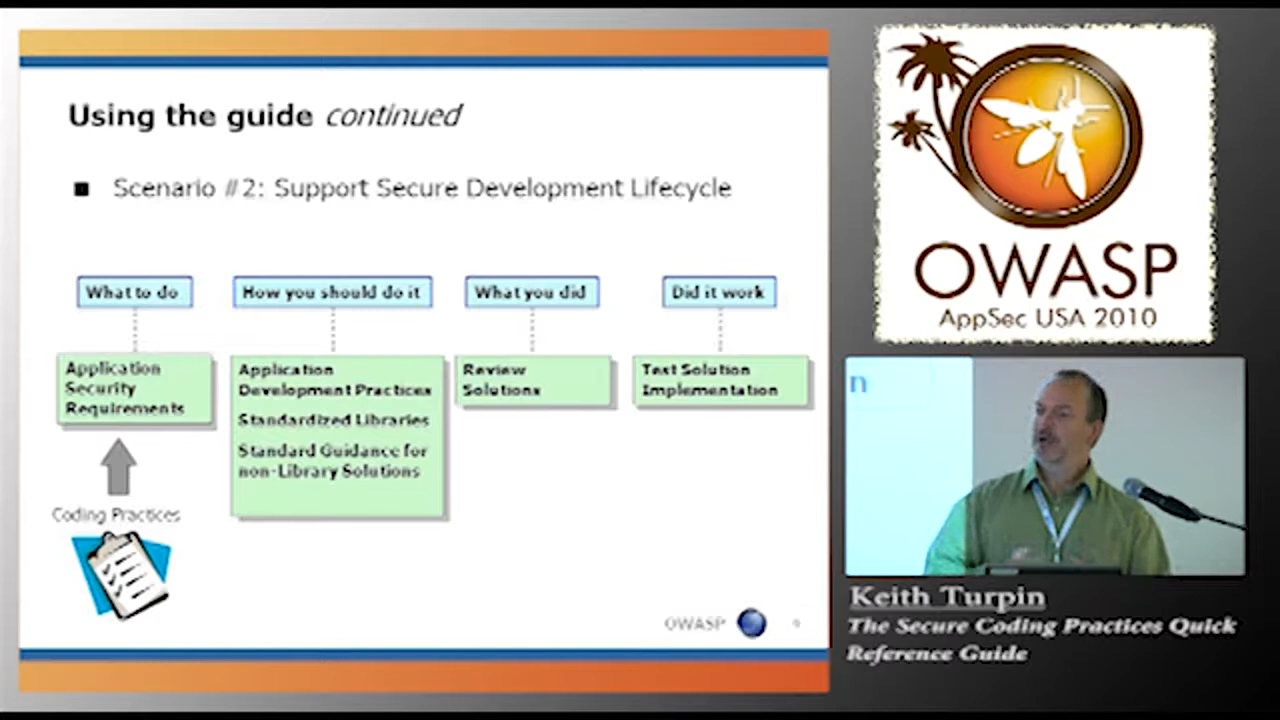 Using the guide continued
■ Scenario #2: Support Secure Development Lifecycle
What to do
How you should do it
What you did
Did it work
Application
Security
Requirements
Application
Development Practices
Standardized Libraries
Standard Guidance for
non-Library Solutions
Review
Solutions
Test Solution
Implementation
Coding Practices
OWASP
9
OWASP
AppSec USA 2010
n
Keith Turpin
The Secure Coding Practices Quick
Reference Guide